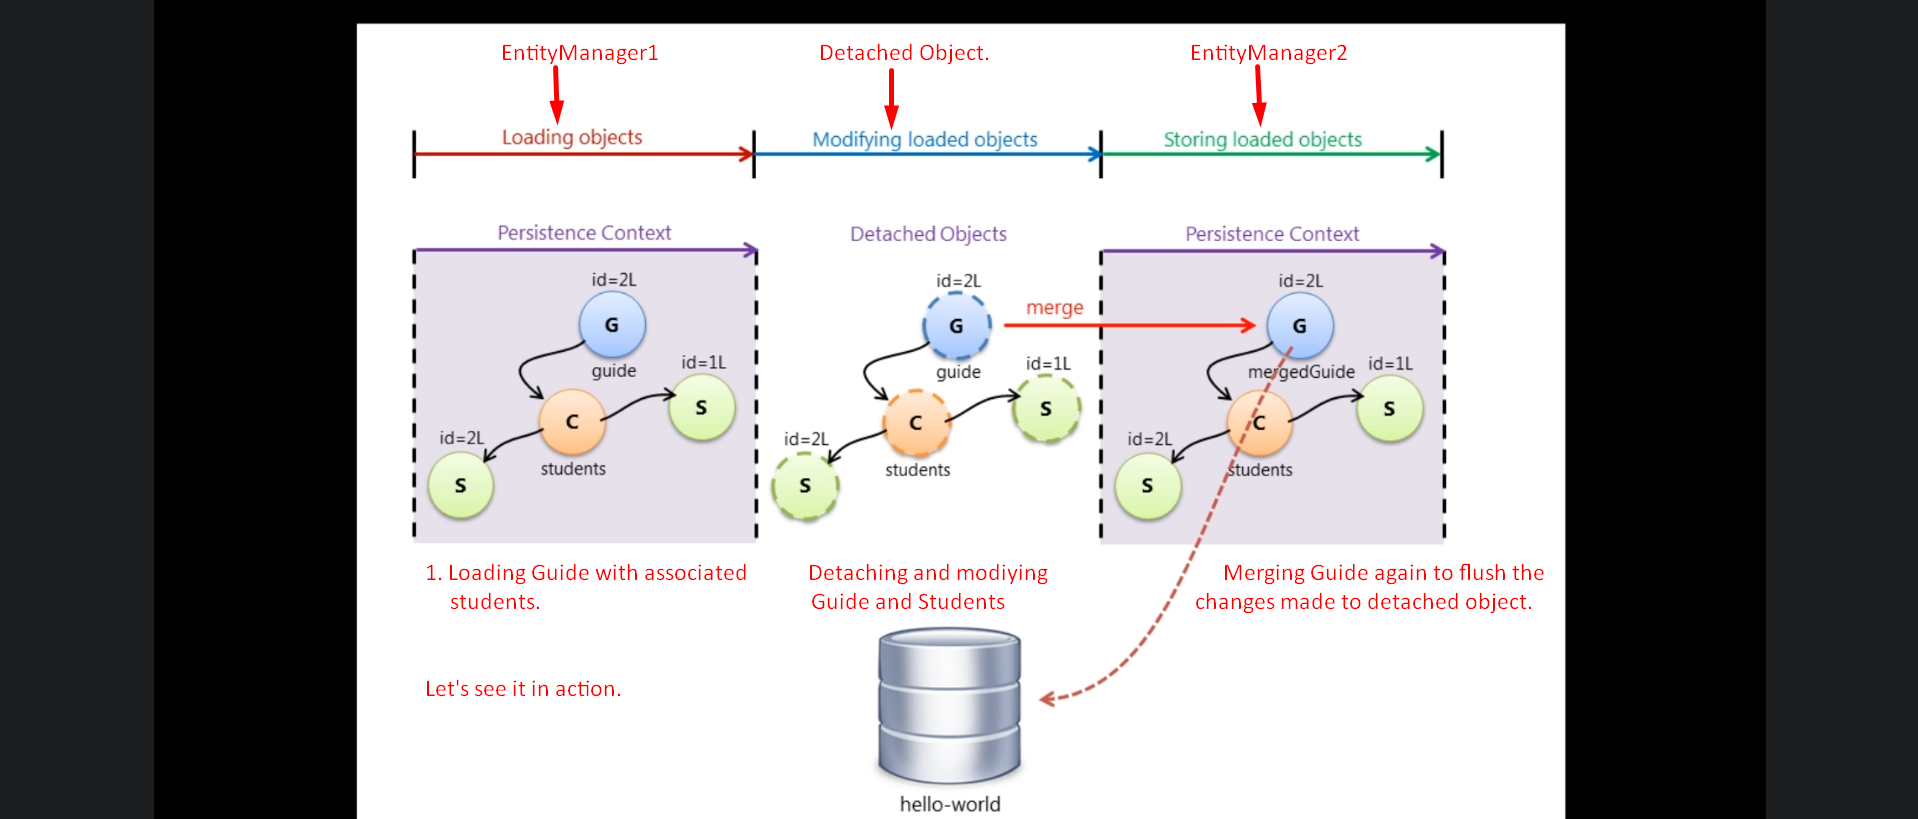 EntityManager1
Detached Object.
EntityManager2
Loading objects
Modifying loaded objects
Storing loaded objects
Persistence Context
Detached Objects
Persistence Context
id=2L
G
guide
id=1L
S
C
students
id=2L
S
id=2L
G
guide
merge
id=1L
S
C
students
id=2L
S
id=2L
G
mergedGuide
id=1L
S
C
students
id=2L
S
1. Loading Guide with associated
students.
Detaching and modiying
Guide and Students
Merging Guide again to flush the
changes made to detached object.
Let's see it in action.
hello-world